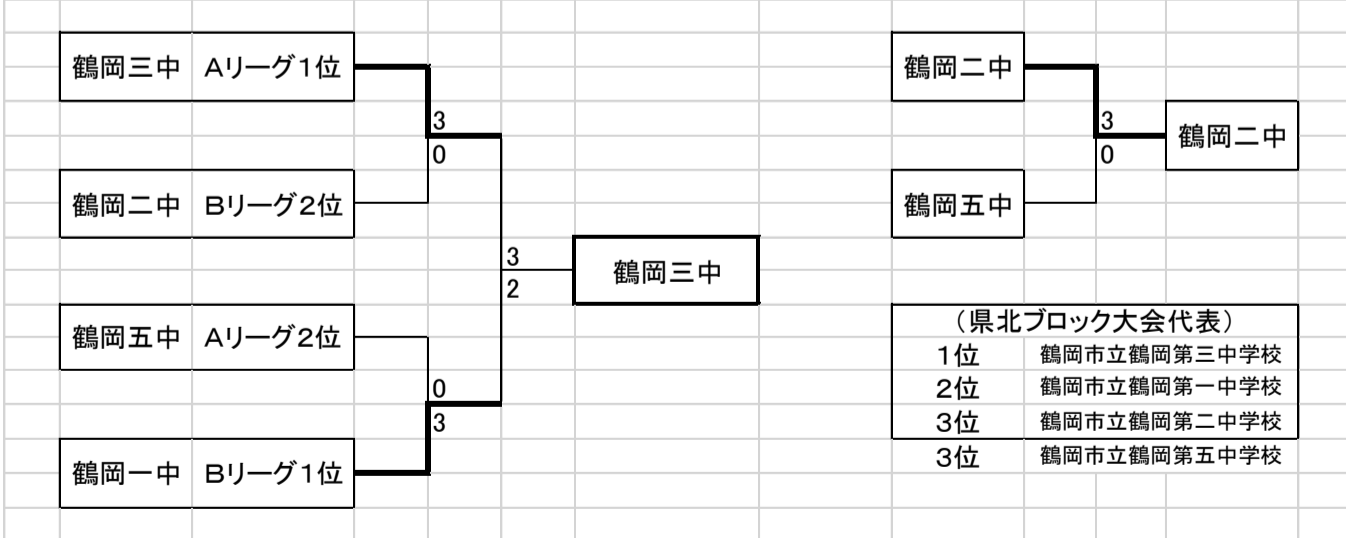 鶴岡三中 Aリーグ1位
3
0
鶴岡二中 Bリーグ2位
3
2
鶴岡三中
鶴岡五中 Aリーグ2位
0
3
鶴岡一中 Bリーグ1位
鶴岡二中
3
0
鶴岡二中
鶴岡五中
(県北ブロック大会代表)
1位 鶴岡市立鶴岡第三中学校
2位 鶴岡市立鶴岡第一中学校
3位 鶴岡市立鶴岡第二中学校
3位 鶴岡市立鶴岡第五中学校